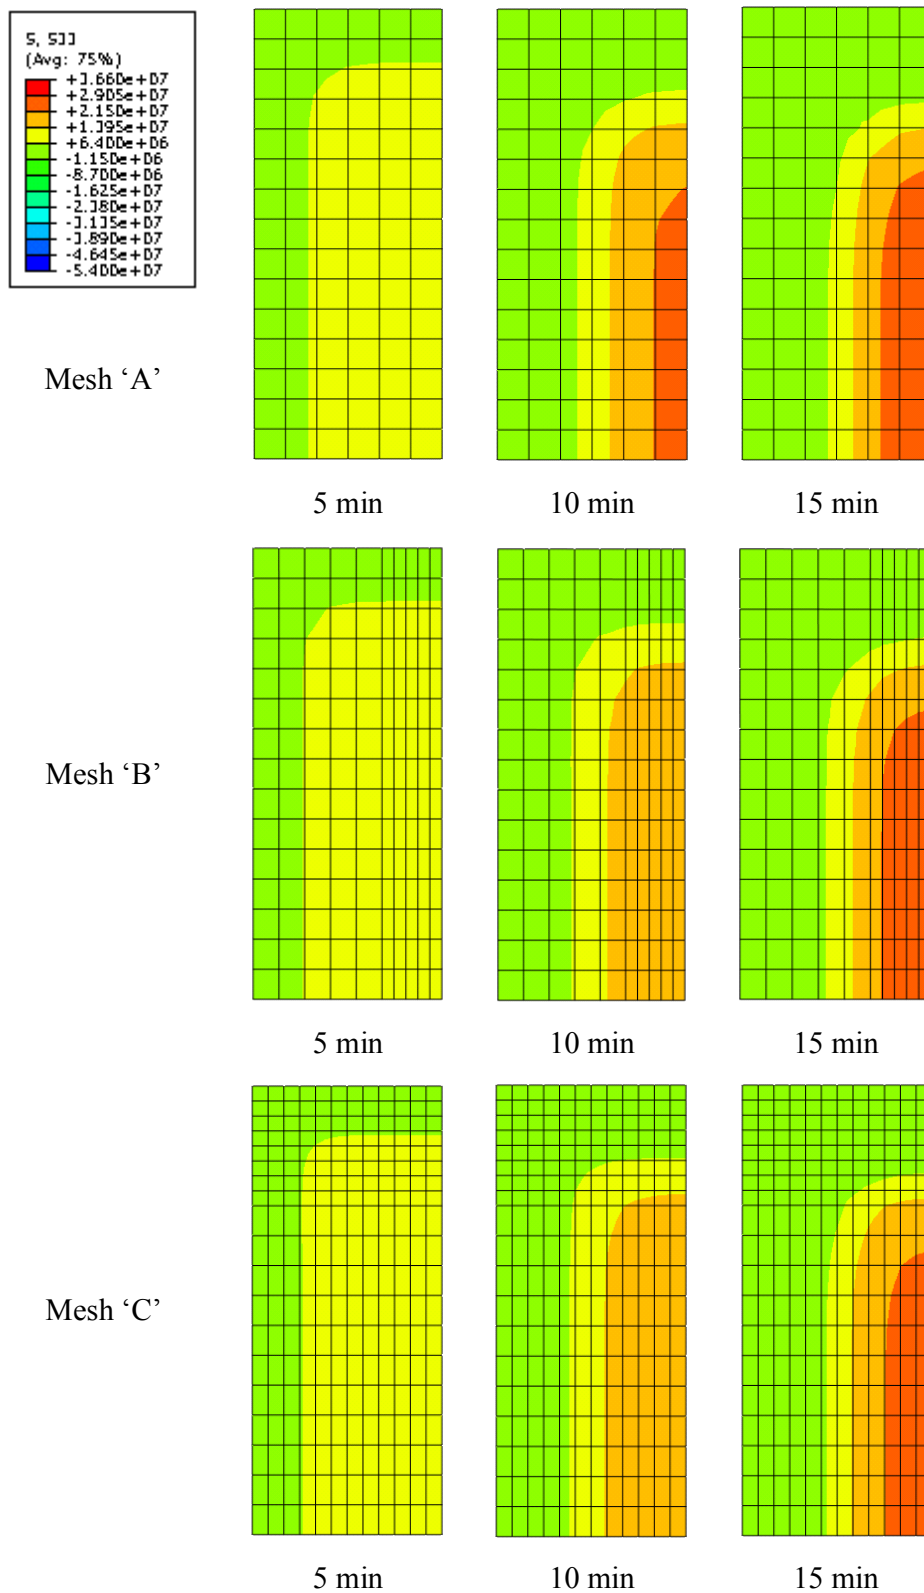 S, S33
(Avg: 75%)
+3.660e+07
+2.905e+07
+2.150e+07
+1.395e+07
+6.400e+06
-1.150e+06
-8.700e+06
-1.625e+07
-2.380e+07
-3.135e+07
-3.890e+07
-4.645e+07
-5.400e+07
Mesh ‘A’
5 min
10 min
15 min
Mesh ‘B’
5 min
10 min
15 min
Mesh ‘C’
5 min
10 min
15 min